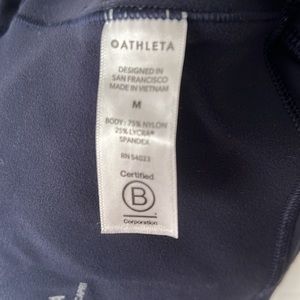 ATHLETA
DESIGNED IN
SAN FRANCISCO
MADE IN VIETNAM
M
BODY: 75% NYLON
25% LYCRA®
SPANDEX
RN 54023
Certified
B
Corporation